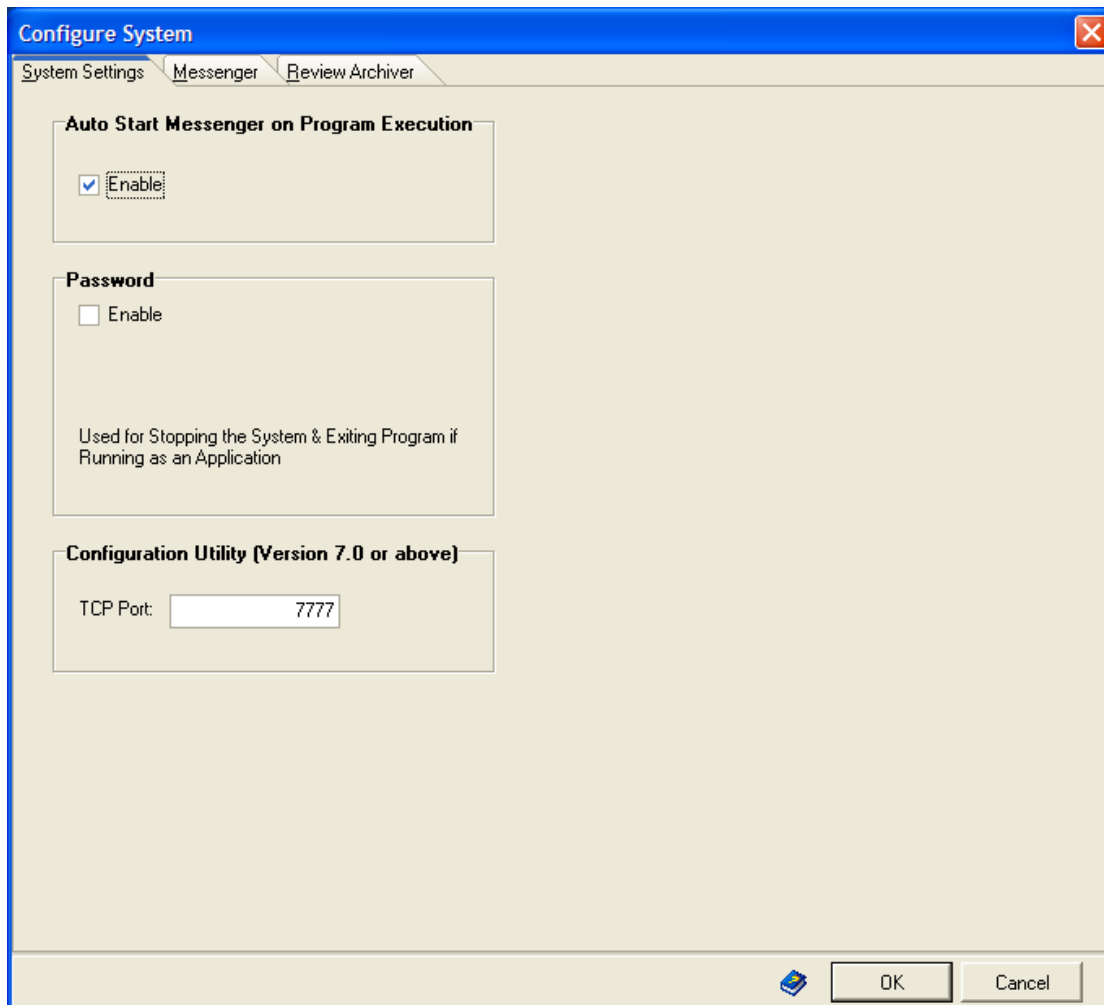 Configure System
System Settings
Messenger
Review Archiver
Auto Start Messenger on Program Execution
Enable
Password
Enable
Used for Stopping the System & Exiting Program if
Running as an Application
Configuration Utility (Version 7.0 or above)
TCP Port: 7777
OK
Cancel